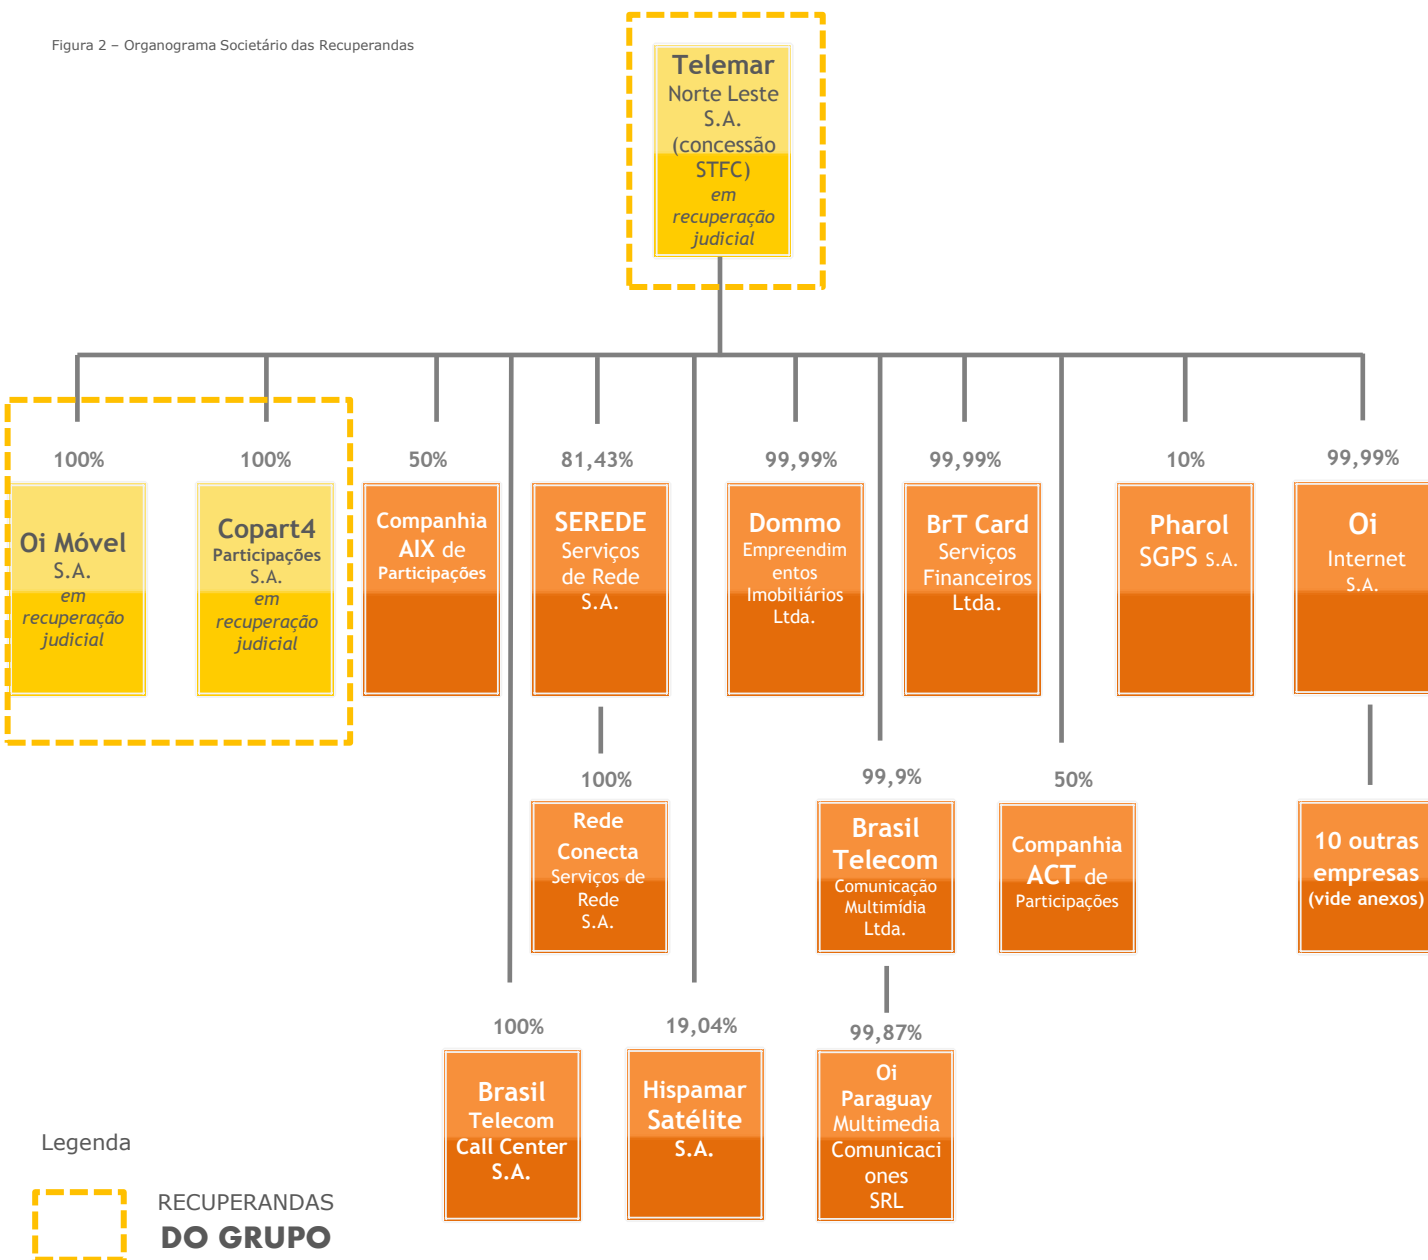 Figura 2 – Organograma Societário das Recuperandas
Telemar
Norte Leste
S.A.
(concessão
STFC)
em
recuperação
judicial
100%
100%
50%
81,43%
99,99%
99,99%
10%
99,99%
Oi Móvel
S.A.
em
recuperação
judicial
Copart4
Participações
S.A.
em
recuperação
judicial
Companhia
AIX de
Participações
SEREDE
Serviços
de Rede
S.A.
Dommo
Empreendim
entos
Imobiliários
Ltda.
BrT Card
Serviços
Financeiros
Ltda.
Pharol
SGPS S.A.
Oi
Internet
S.A.
100%
99,9%
50%
Rede
Conecta
Serviços de
Rede
S.A.
Brasil
Telecom
Comunicação
Multimídia
Ltda.
Companhia
ACT de
Participações
10 outras
empresas
(vide anexos)
100%
19,04%
99,87%
Brasil
Telecom
Call Center
S.A.
Hispamar
Satélite
S.A.
Oi
Paraguay
Multimedia
Comunicaci
ones
SRL
Legenda
RECUPERANDAS
DO GRUPO